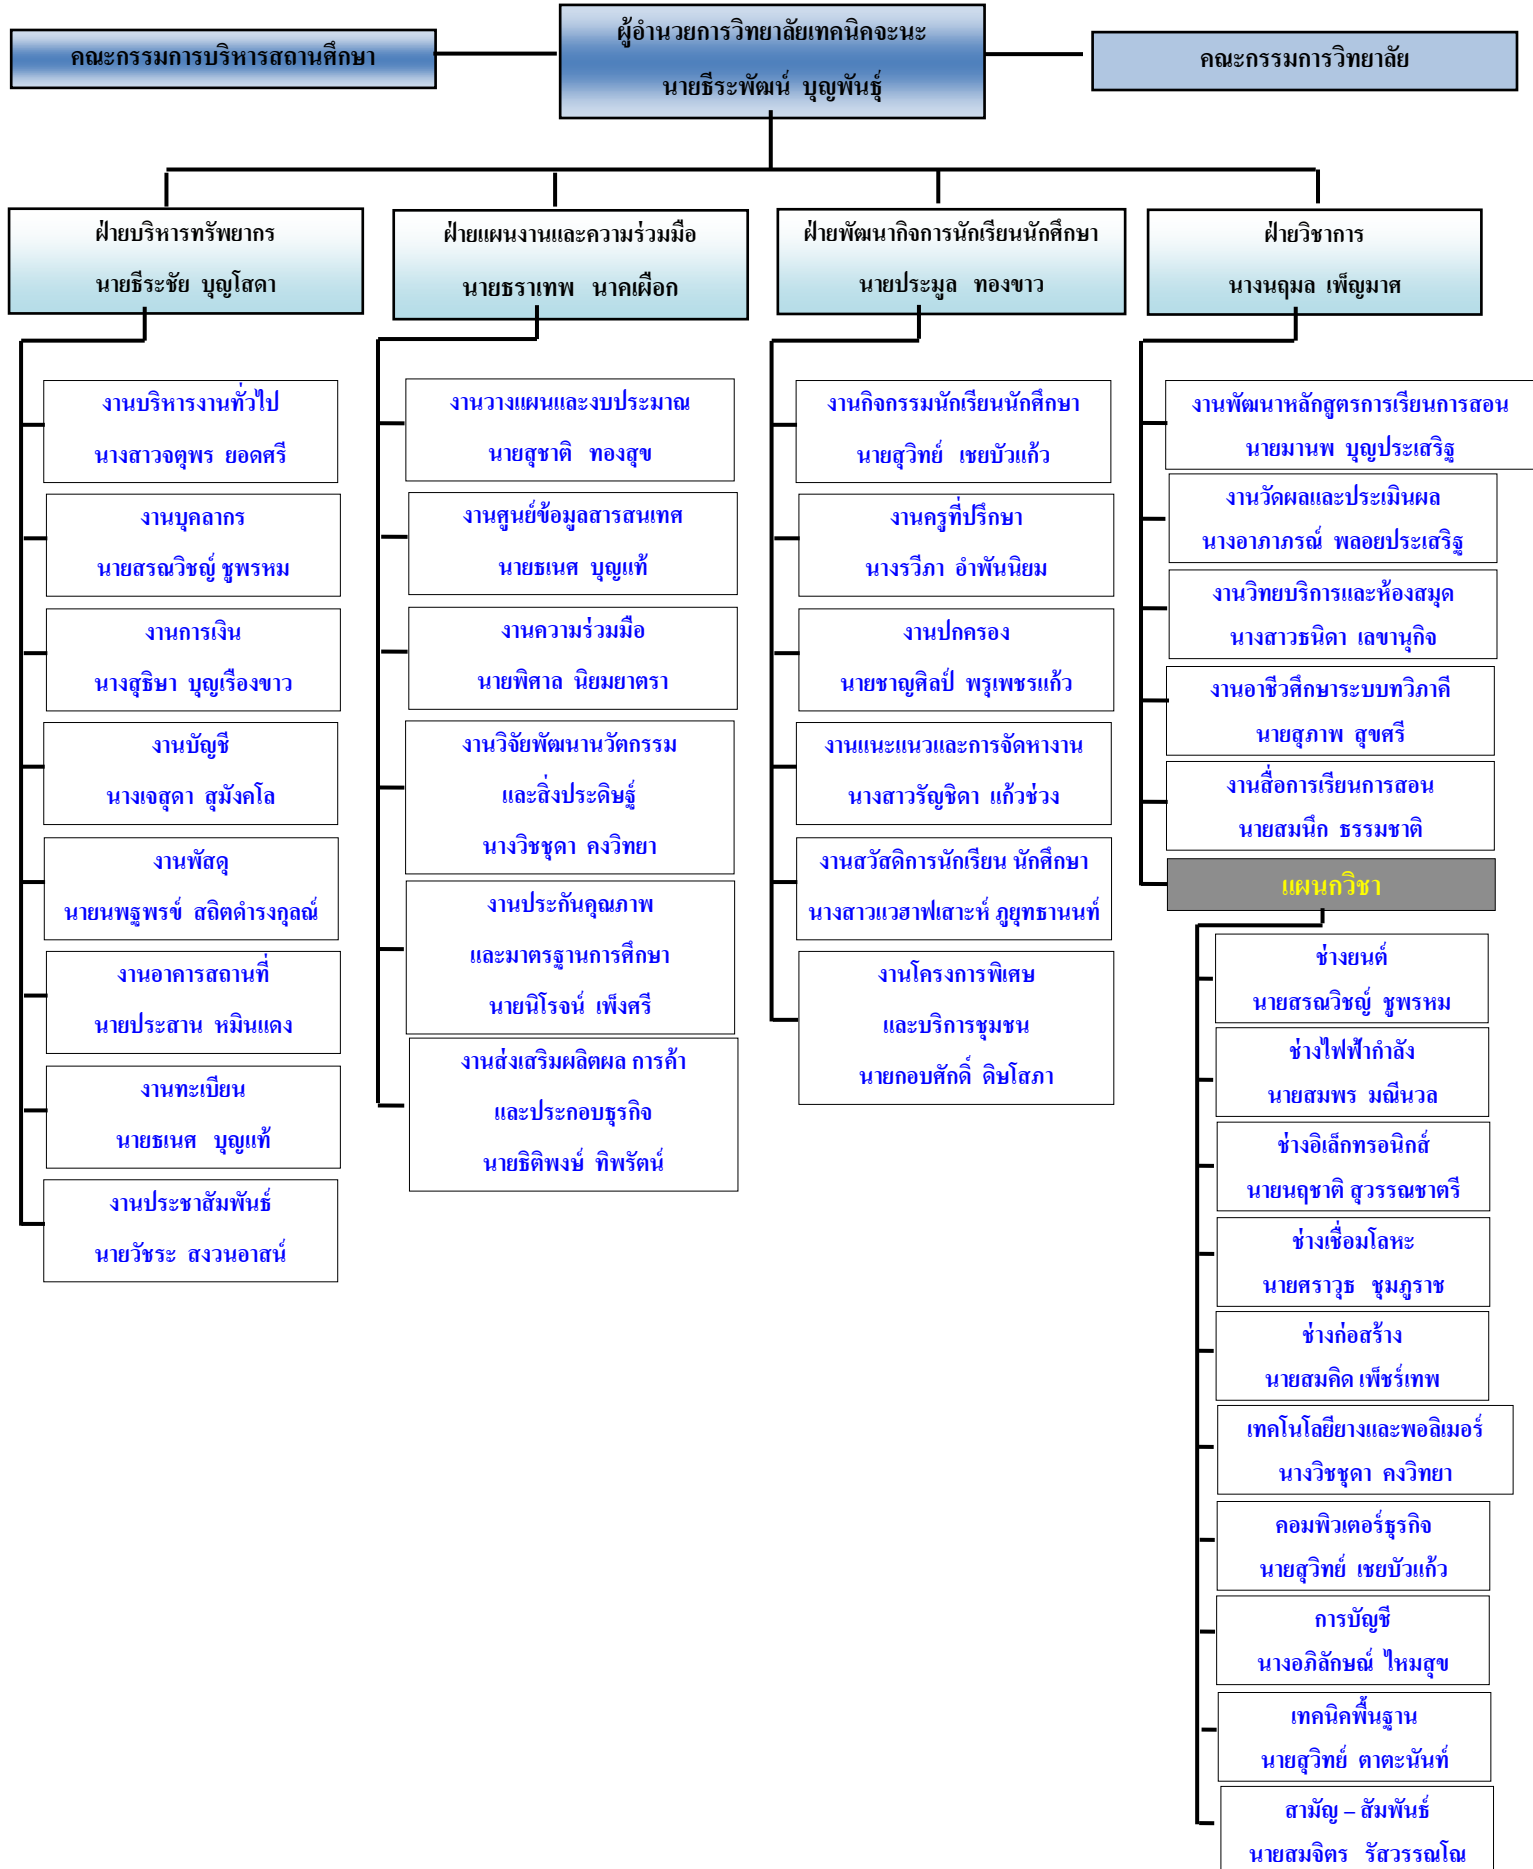 คณะกรรมการบริหารสถานศึกษา
ผู้อำนวยการวิทยาลัยเทคนิคจะนะ
นายธีระพัฒน์ บุญพันธุ์
คณะกรรมการวิทยาลัย
ฝ่ายบริหารทรัพยากร
นายธีระชัย บุญโสดา
ฝ่ายแผนงานและความร่วมมือ
นายธราเทพ นาคเผือก
ฝ่ายพัฒนากิจการนักเรียนนักศึกษา
นายประมูล ทองขาว
ฝ่ายวิชาการ
นางนฤมล เพ็ญมาศ
งานบริหารงานทั่วไป
นางสาวจตุพร ยอดศรี
งานบุคลากร
นายสรณวิชญ์ ชูพรหม
งานการเงิน
นางสุธิษา บุญเรืองขาว
งานบัญชี
นางเจสุดา สุมังคโล
งานพัสดุ
นายนพฐพรข์ สถิตดำรงกุลณ์
งานอาคารสถานที่
นายประสาน หมินแดง
งานทะเบียน
นายธเนศ บุญแท้
งานประชาสัมพันธ์
นายวัชระ สงวนอาสน์
งานวางแผนและงบประมาณ
นายสุชาติ ทองสุข
งานศูนย์ข้อมูลสารสนเทศ
นายธเนศ บุญแท้
งานความร่วมมือ
นายพิศาล นิยมยาตรา
งานวิจัยพัฒนานวัตกรรม
และสิ่งประดิษฐ์
นางวิชชุดา คงวิทยา
งานประกันคุณภาพ
และมาตรฐานการศึกษา
นายนิโรจน์ เพ็งศรี
งานส่งเสริมผลิตผล การค้า
และประกอบธุรกิจ
นายธิติพงษ์ ทิพรัตน์
งานกิจกรรมนักเรียนนักศึกษา
นายสุวิทย์ เชยบัวแก้ว
งานครูที่ปรึกษา
นางรวีภา อำพันนิยม
งานปกครอง
นายชาญศิลป์ พรุเพชรแก้ว
งานแนะแนวและการจัดหางาน
นางสาวรัญชิดา แก้วช่วง
งานสวัสดิการนักเรียน นักศึกษา
นางสาวแวฮาฟเสาะห์ ภูยุทธานนท์
งานโครงการพิเศษ
และบริการชุมชน
นายกอบศักดิ์ ดิษโสภา
งานพัฒนาหลักสูตรการเรียนการสอน
นายมานพ บุญประเสริฐ
งานวัดผลและประเมินผล
นางอาภาภรณ์ พลอยประเสริฐ
งานวิทยบริการและห้องสมุด
นางสาวธนิดา เลขานุกิจ
งานอาชีวศึกษาระบบทวิภาคี
นายสุภาพ สุขศรี
งานสื่อการเรียนการสอน
นายสมนึก ธรรมชาติ
แผนกวิชา
ช่างยนต์
นายสรณวิชญ์ ชูพรหม
ช่างไฟฟ้ากำลัง
นายสมพร มณีนวล
ช่างอิเล็กทรอนิกส์
นายนฤชาติ สุวรรณชาตรี
ช่างเชื่อมโลหะ
นายศราวุธ ชุมภูราช
ช่างก่อสร้าง
นายสมคิด เพ็ชร์เทพ
เทคโนโลยียางและพอลิเมอร์
นางวิชชุดา คงวิทยา
คอมพิวเตอร์ธุรกิจ
นายสุวิทย์ เชยบัวแก้ว
การบัญชี
นางอภิลักษณ์ ไหมสุข
เทคนิคพื้นฐาน
นายสุวิทย์ ตาตะนันท์
สามัญ – สัมพันธ์
นายสมจิตร รัสวรรณโณ